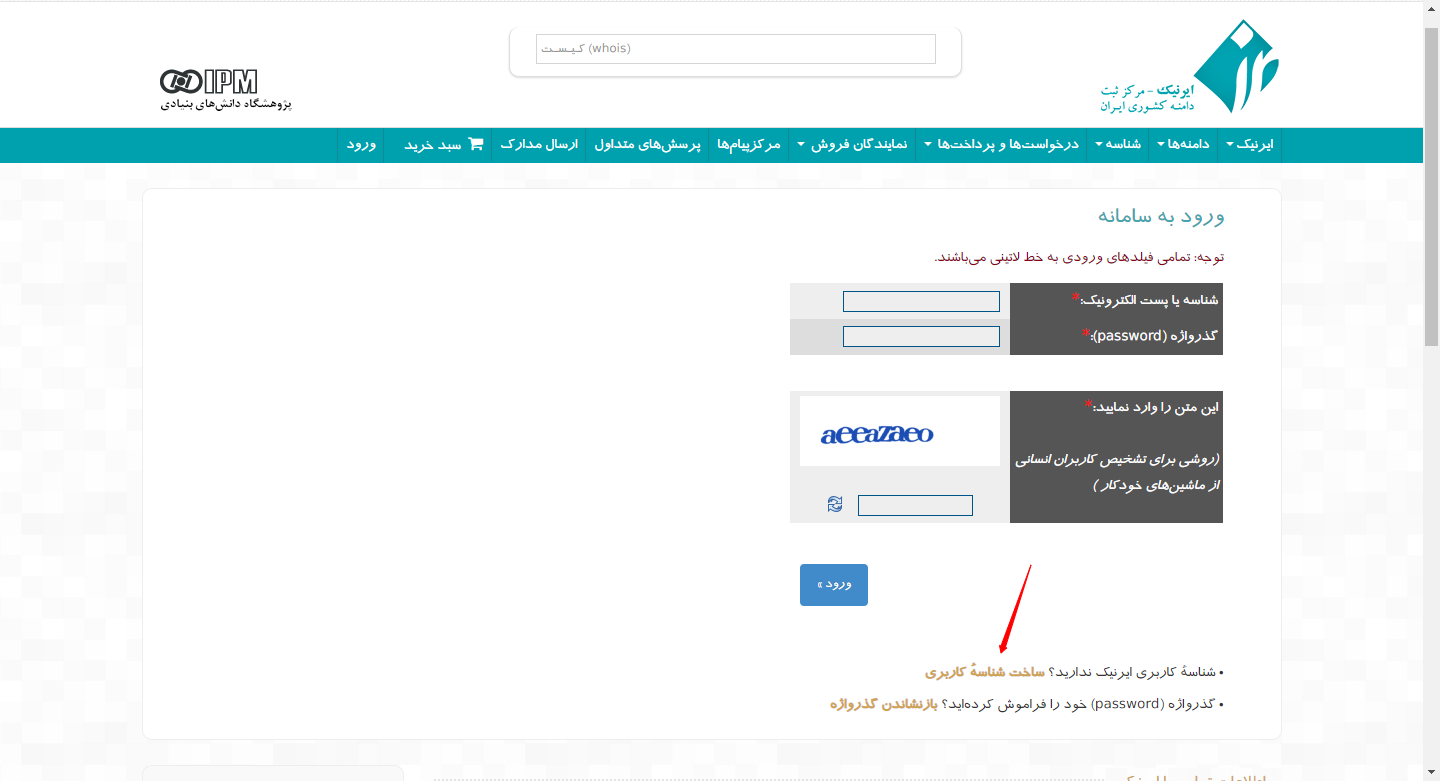 کـیـسـت (whois)
ایرنیک - مرکز ثبت
دامنه کشوری ایران
IPM
پژوهشگاه دانش‌های بنیادی
ایرنیک
دامنه‌ها
شناسه
درخواست‌ها و پرداخت‌ها
نمایندگان فروش
مرکزپیام‌ها
پرسش‌های متداول
ارسال مدارک
سبد خرید
ورود
ورود به سامانه
توجه: تمامی فیلدهای ورودی به خط لاتینی می‌باشند.
شناسه یا پست الکترونیک:*
گذرواژه (password):*
این متن را وارد نمایید:*
aeeazaeo
(روشی برای تشخیص کاربران انسانی
از ماشین‌های خودکار )
ورود »
• شناسهٔ کاربری ایرنیک ندارید؟ ساخت شناسهٔ کاربری
• گذرواژه (password) خود را فراموش کرده‌اید؟ بازنشاندن گذرواژه